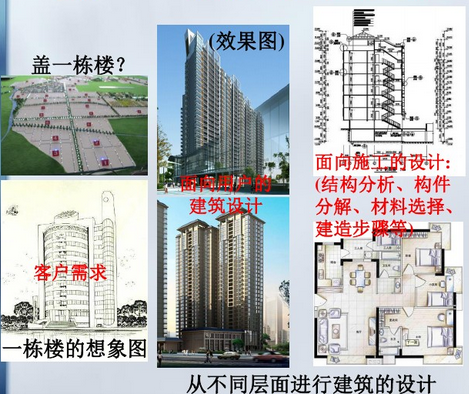 盖一栋楼?
(效果图)
面向用户的
建筑设计
客户需求
一栋楼的想象图
面向施工的设计:
(结构分析、构件
分解、材料选择、
建造步骤等)
从不同层面进行建筑的设计